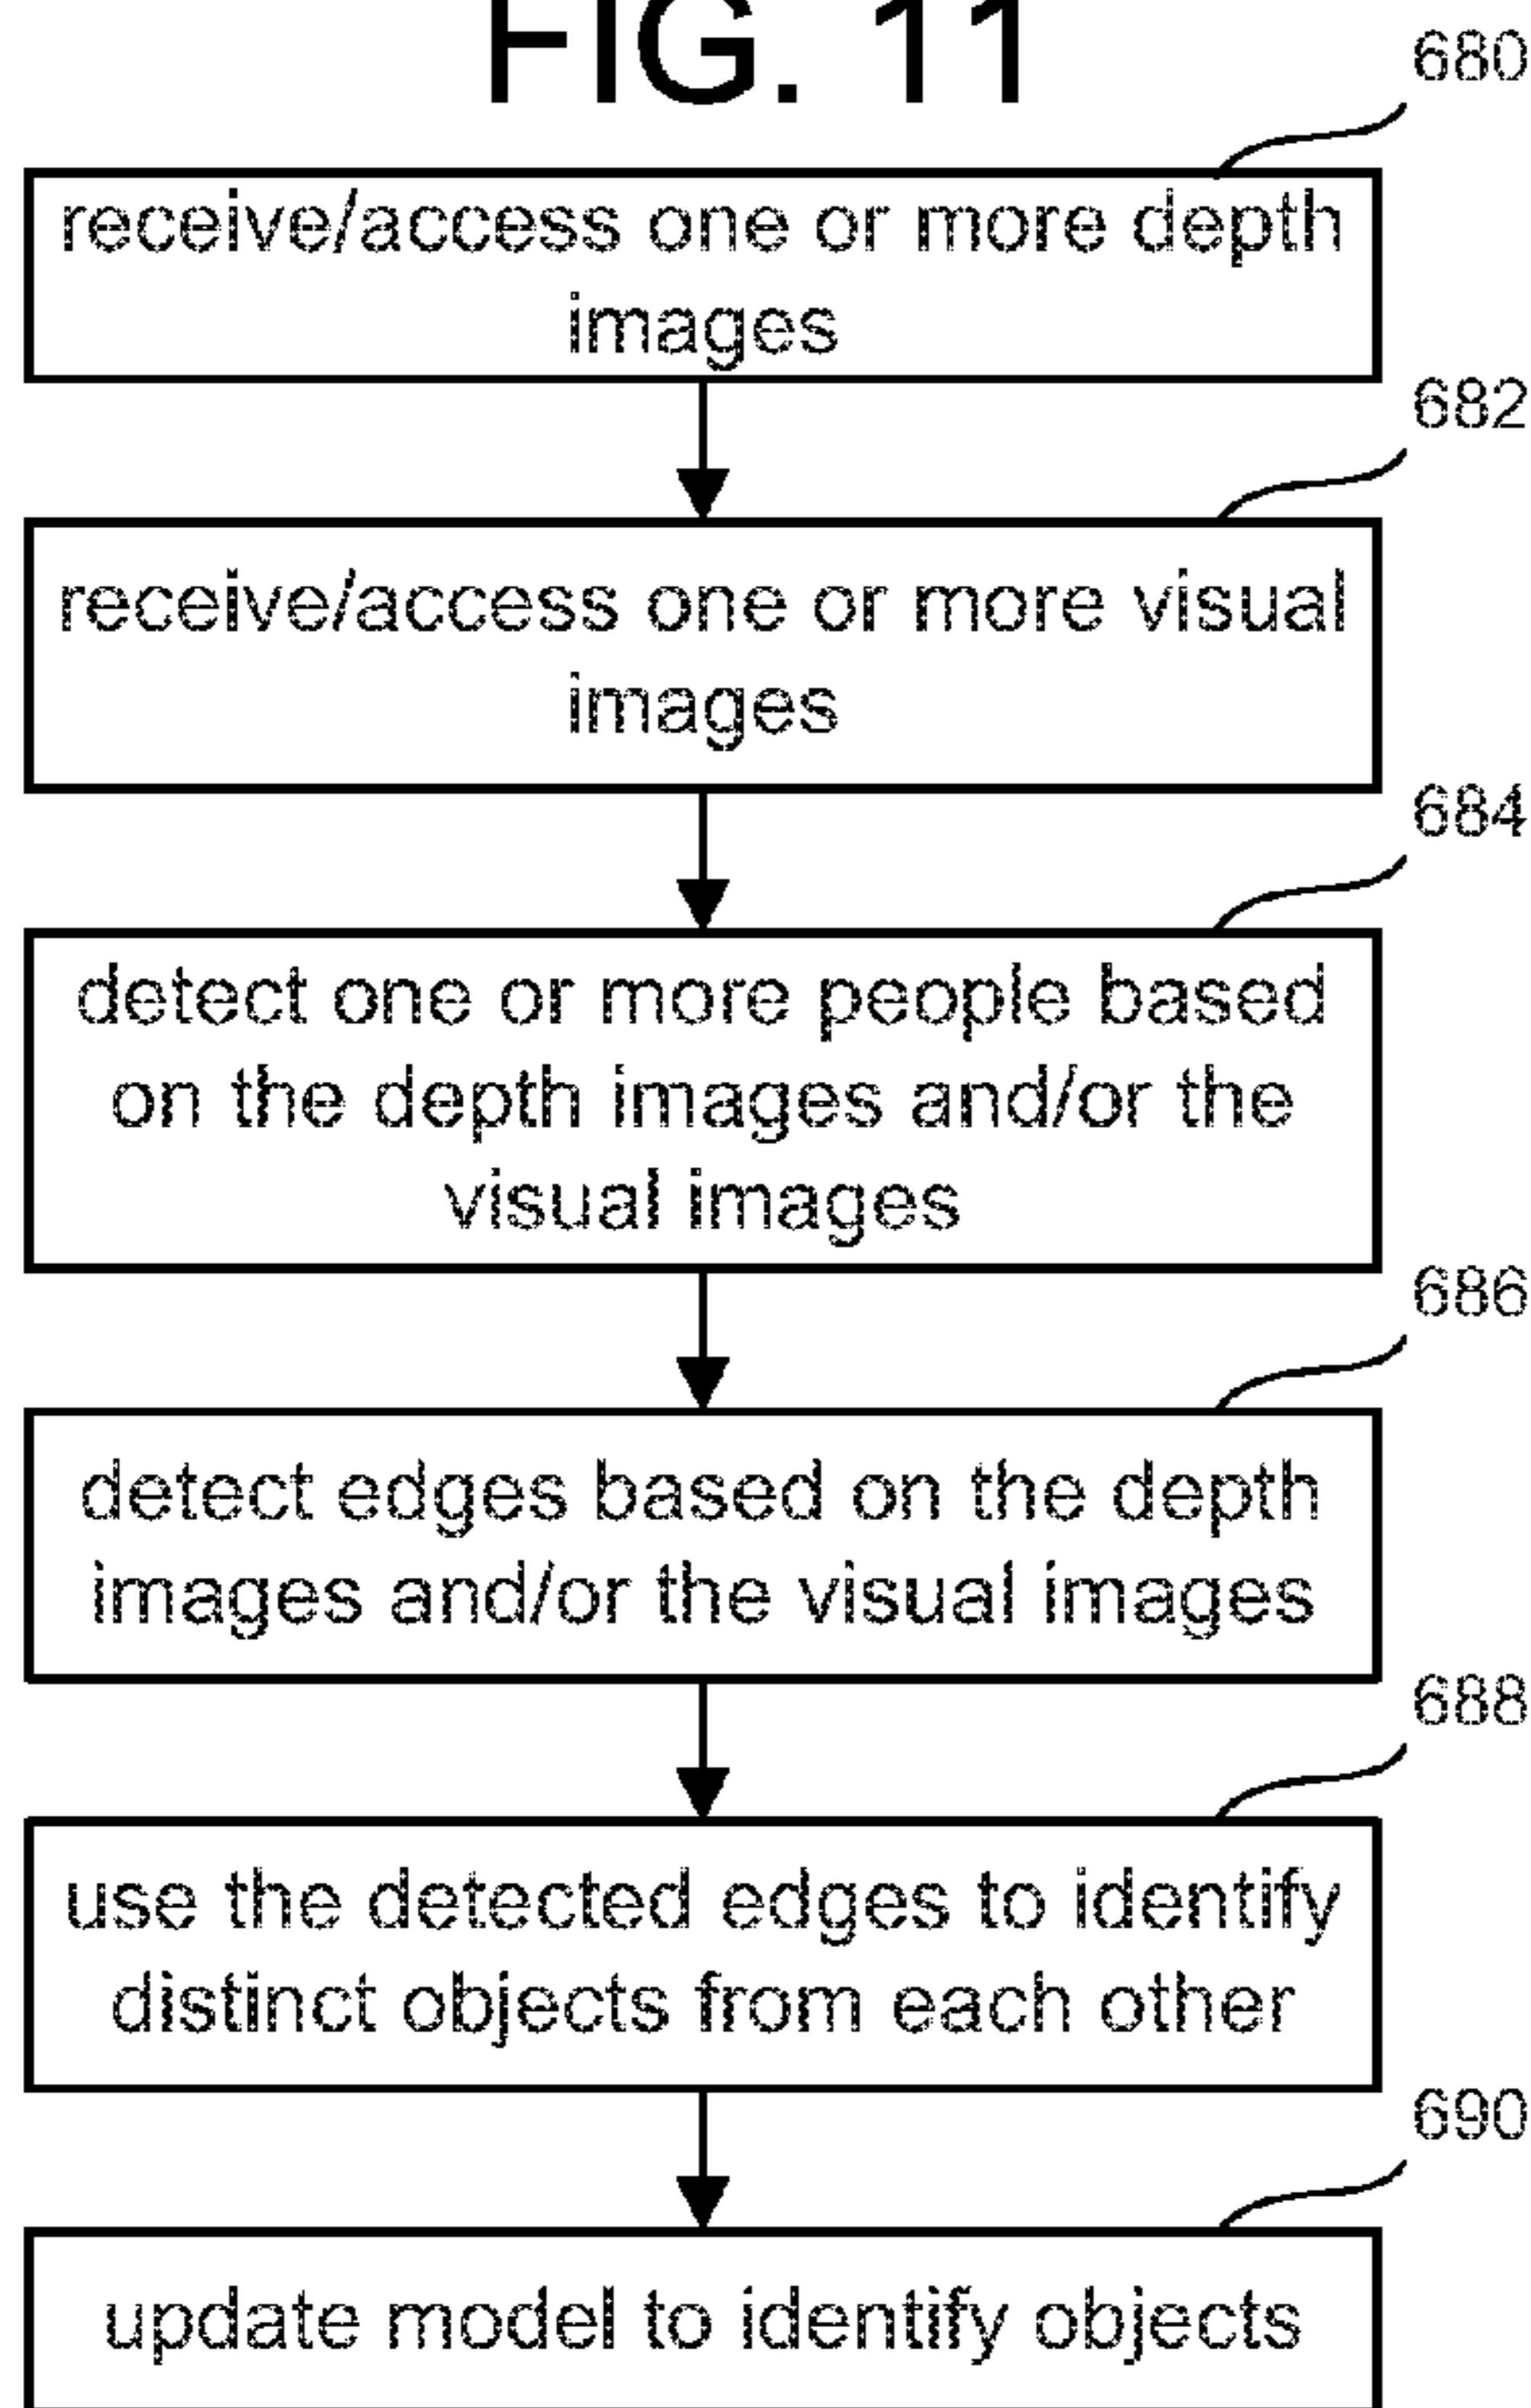 FIG. 11
680
receive/access one or more depth
images
682
receive/access one or more visual
images
684
detect one or more people based
on the depth images and/or the
visual images
686
detect edges based on the depth
images and/or the visual images
688
use the detected edges to identify
distinct objects from each other
690
update model to identify objects